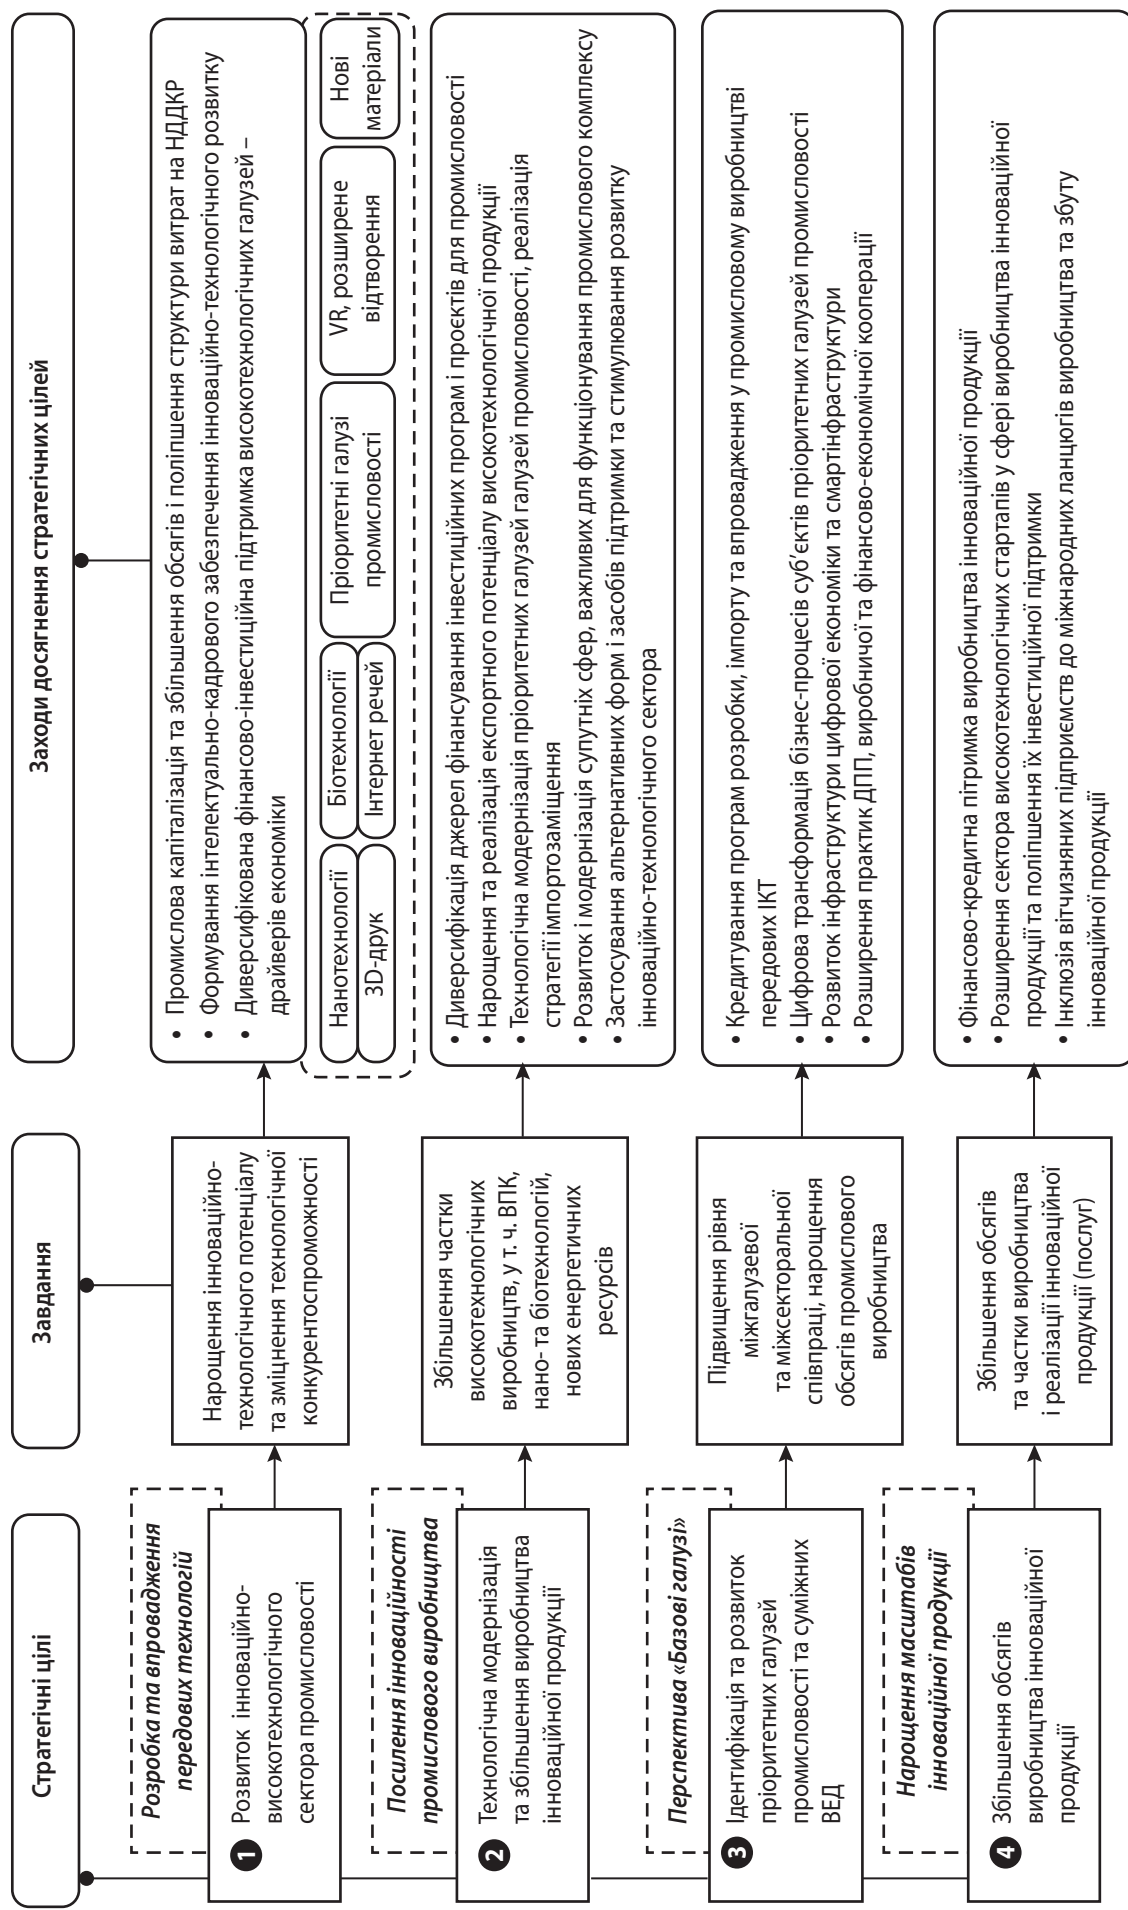 Стратегічні цілі
Завдання
Заходи досягнення стратегічних цілей
Розробка та впровадження
передових технологій
1
Розвиток інноваційно-
високотехнологічного
сектора промисловості
Нарощення інноваційно-
технологічного потенціалу
та зміцнення технологічної
конкурентоспроможності
• Промислова капіталізація та збільшення обсягів і поліпшення структури витрат на НДДКР
• Формування інтелектуально-кадрового забезпечення інноваційно-технологічного розвитку
• Диверсифікована фінансово-інвестиційна підтримка високотехнологічних галузей –
драйверів економіки
Нанотехнології
3D-друк
Біотехнології
Інтернет речей
Пріоритетні галузі
промисловості
VR, розширене
відтворення
Нові
матеріали
Посилення інноваційності
промислового виробництва
2
Технологічна модернізація
та збільшення виробництва
інноваційної продукції
Збільшення частки
високотехнологічних
виробництв, у т. ч. ВПК,
нано- та біотехнологій,
нових енергетичних
ресурсів
• Диверсифікація джерел фінансування інвестиційних програм і проєктів для промисловості
• Нарощення та реалізація експортного потенціалу високотехнологічної продукції
• Технологічна модернізація пріоритетних галузей промисловості, реалізація
стратегії імпортозаміщення
• Розвиток і модернізація супутніх сфер, важливих для функціонування промислового комплексу
• Застосування альтернативних форм і засобів підтримки та стимулювання розвитку
інноваційно-технологічного сектора
Перспектива «Базові галузі»
3
Ідентифікація та розвиток
пріоритетних галузей
промисловості та суміжних
ВЕД
Підвищення рівня
міжгалузевої
та міжсекторальної
співпраці, нарощення
обсягів промислового
виробництва
• Кредитування програм розробки, імпорту та впровадження у промисловому виробництві
передових ІКТ
• Цифрова трансформація бізнес-процесів суб’єктів пріоритетних галузей промисловості
• Розвиток інфраструктури цифрової економіки та смартінфраструктури
• Розширення практик ДПП, виробничої та фінансово-економічної кооперації
Нарощення масштабів
інноваційної продукції
4
Збільшення обсягів
виробництва інноваційної
продукції
Збільшення обсягів
та частки виробництва
і реалізації інноваційної
продукції (послуг)
• Фінансово-кредитна пітримка виробництва інноваційної продукції
• Розширення сектора високотехнологічних стартапів у сфері виробництва інноваційної
продукції та поліпшення їх інвестиційної підтримки
• Інклюзія вітчизняних підприємств до міжнародних ланцюгів виробництва та збуту
інноваційної продукції